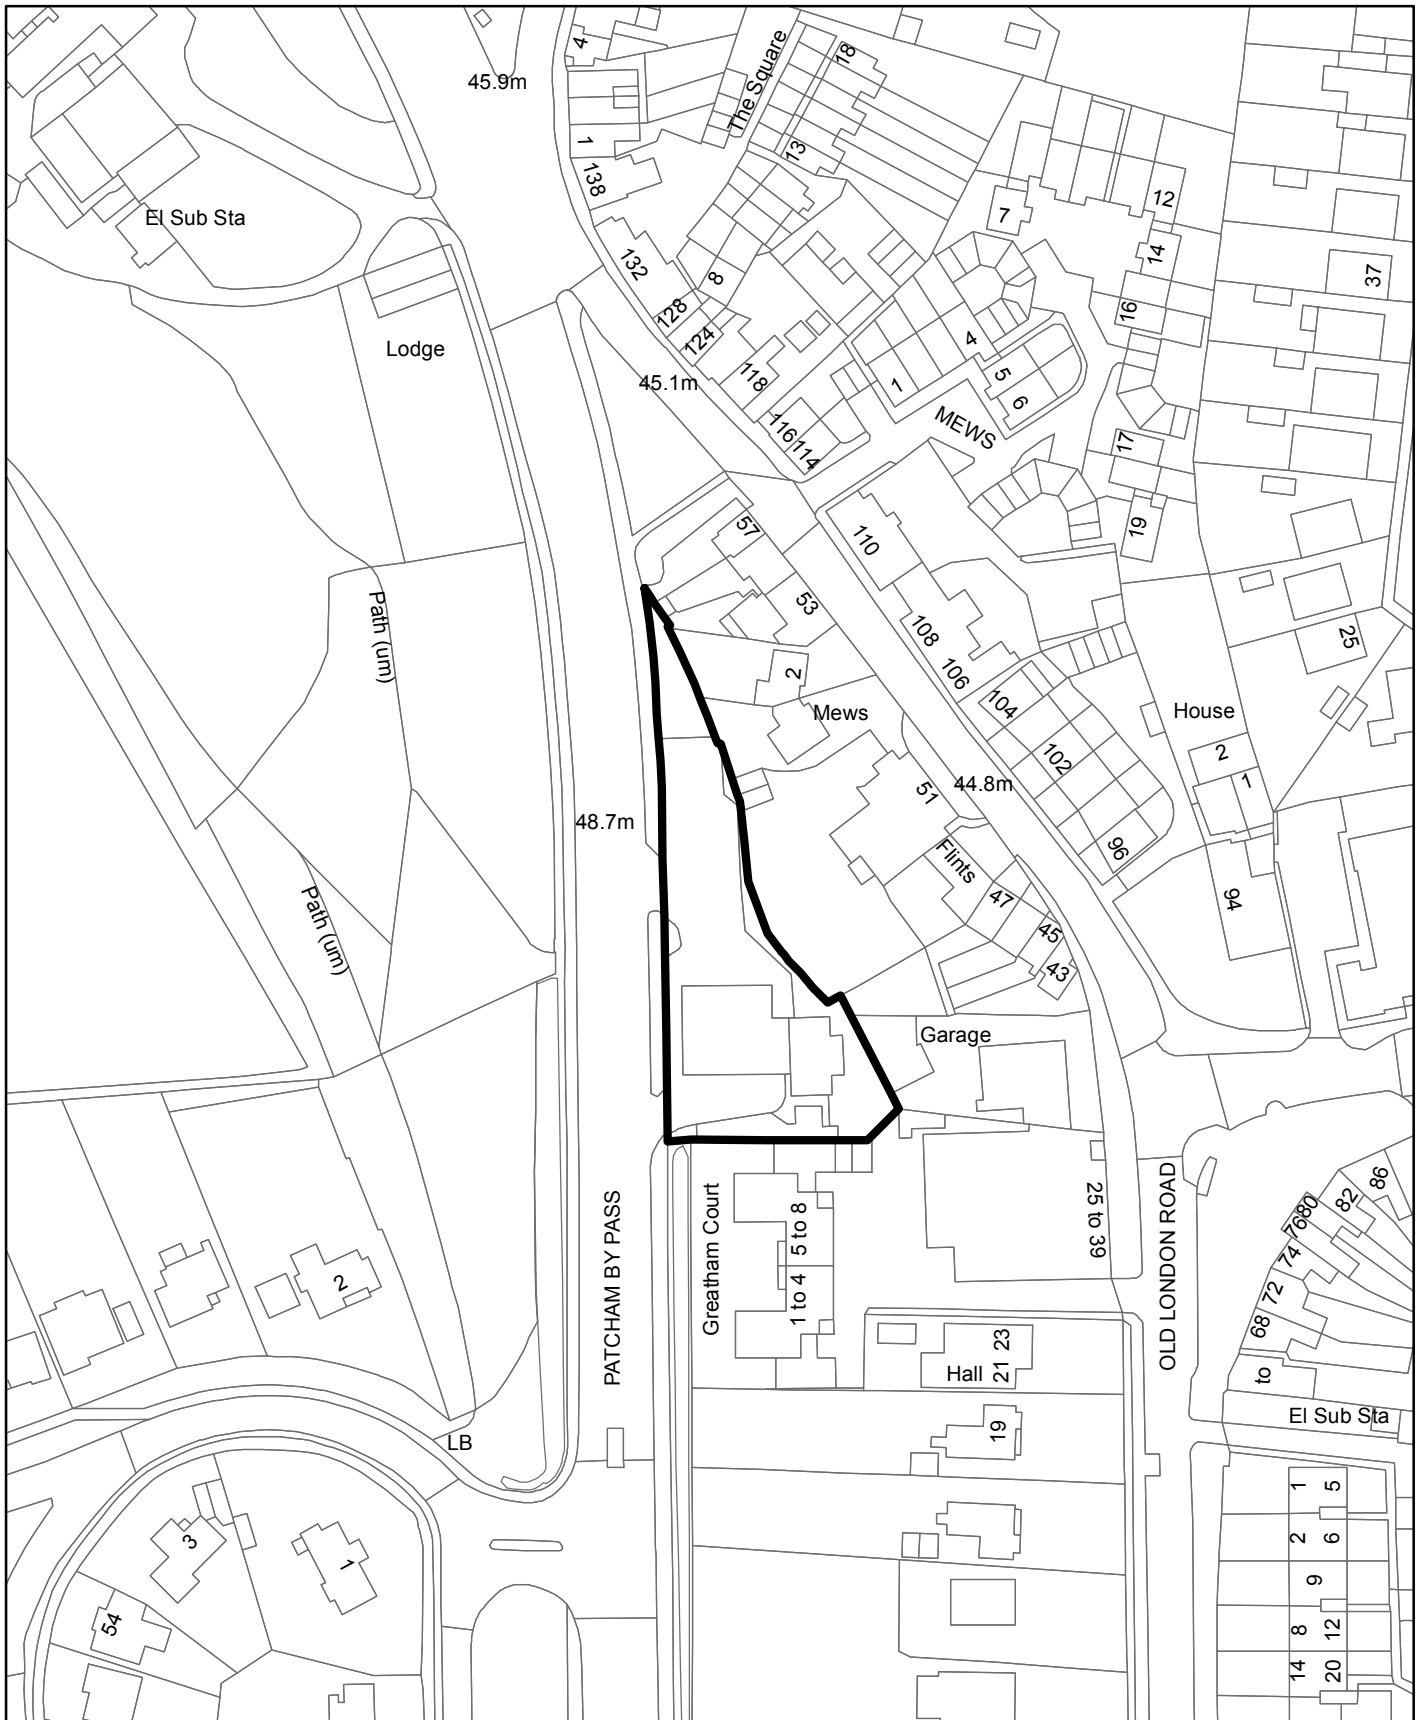 4
45.9m
The Square
18
1
13
138
El Sub Sta
12
7
14
132
8
37
128
16
124
Lodge
4
45.1m
118
5
1
6
116
114
MEWS
17
57
19
110
53
Path (um)
108
25
2
106
104
Mews
House
102
2
1
51
44.8m
48.7m
96
Flints
47
94
Path (um)
45
43
Garage
86
82
80
76
74
25 to 39
OLD LONDON ROAD
PATCHAM BY PASS
Greatham Court
5 to 8
1 to 4
2
72
68
to
23
Hall
21
El Sub Sta
19
LB
1
5
3
1
2
6
9
54
8
12
14
20